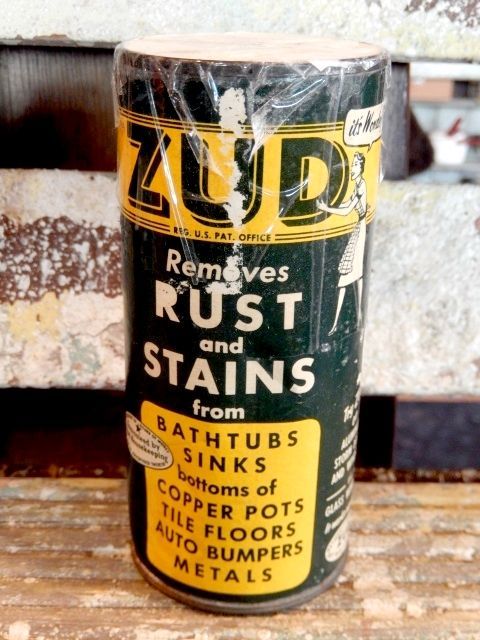 it's
ZUD
REG. U.S. PAT. OFFICE
Removes
RUST
and
STAINS
from
BATHTUBS
SINKS
bottoms of
COPPER POTS
TILE FLOORS
AUTO BUMPERS
METALS
GLASS